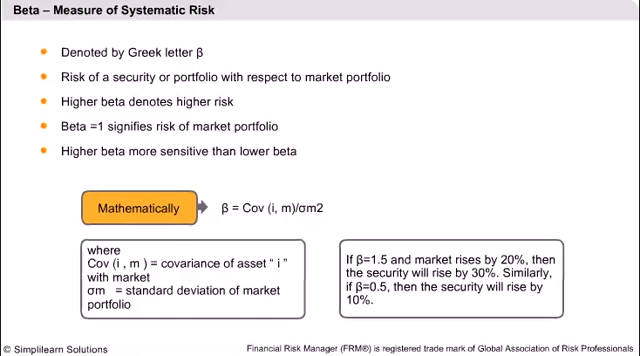 Beta – Measure of Systematic Risk
Denoted by Greek letter β
Risk of a security or portfolio with respect to market portfolio
Higher beta denotes higher risk
Beta =1 signifies risk of market portfolio
Higher beta more sensitive than lower beta
Mathematically
β = Cov (i, m)/σm2
where
Cov (i , m ) = covariance of asset “ i ”
with market
σm = standard deviation of market
portfolio
If β=1.5 and market rises by 20%, then
the security will rise by 30%. Similarly,
if β=0.5, then the security will rise by
10%.
© Simplilearn Solutions
Financial Risk Manager (FRM®) is registered trade mark of Global Association of Risk Professionals